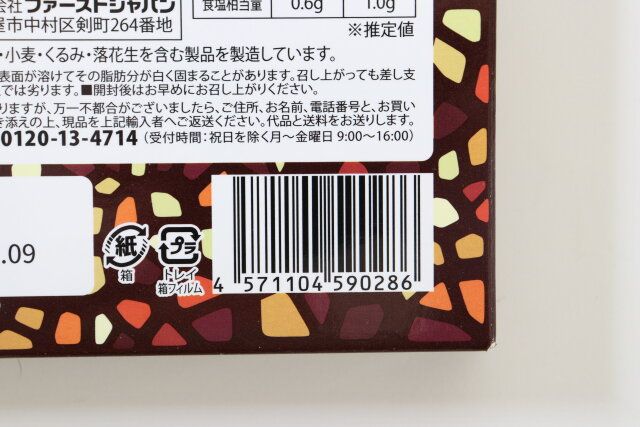 会社 ファーストジャパン
屋市中村区剣町264番地
食塩相当量 0.6g 1.0g
※推定値
・小麦・くるみ・落花生を含む製品を製造しています。
表面が溶けてその脂肪分が白く固まることがあります。召し上がっても差し支
では劣ります。■開封後はお早めにお召し上がりください。
りますが、万一不都合がございましたら、ご住所、お名前、電話番号と、お買い
き添えの上、現品を上記輸入者へご返送ください。代品と送料をお送りします。
0120-13-4714 (受付時間：祝日を除く月〜金曜日 9:00〜16:00)
.09
紙
箱
プラ
トレイ
箱フィルム
4 571104 590286